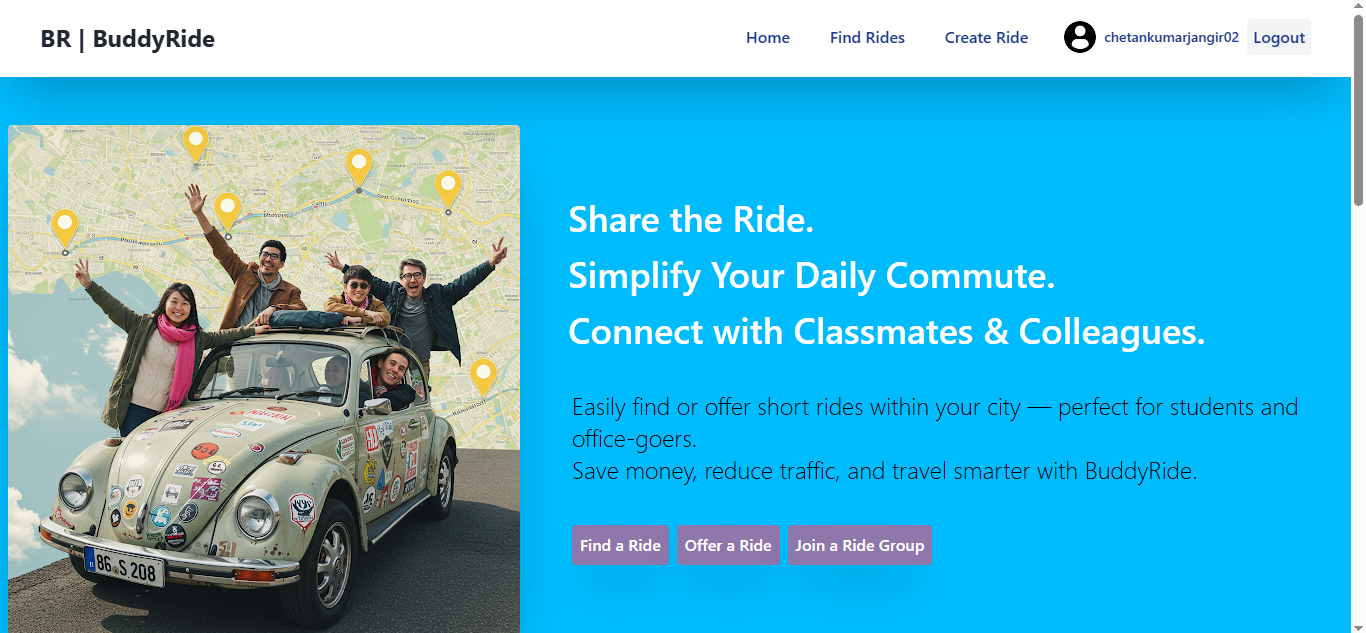 BR | BuddyRide
Home
Find Rides
Create Ride
chetankumarjangir02
Logout
Share the Ride.
Simplify Your Daily Commute.
Connect with Classmates & Colleagues.
Easily find or offer short rides within your city — perfect for students and
office-goers.
Save money, reduce traffic, and travel smarter with BuddyRide.
Find a Ride
Offer a Ride
Join a Ride Group
86 S 208